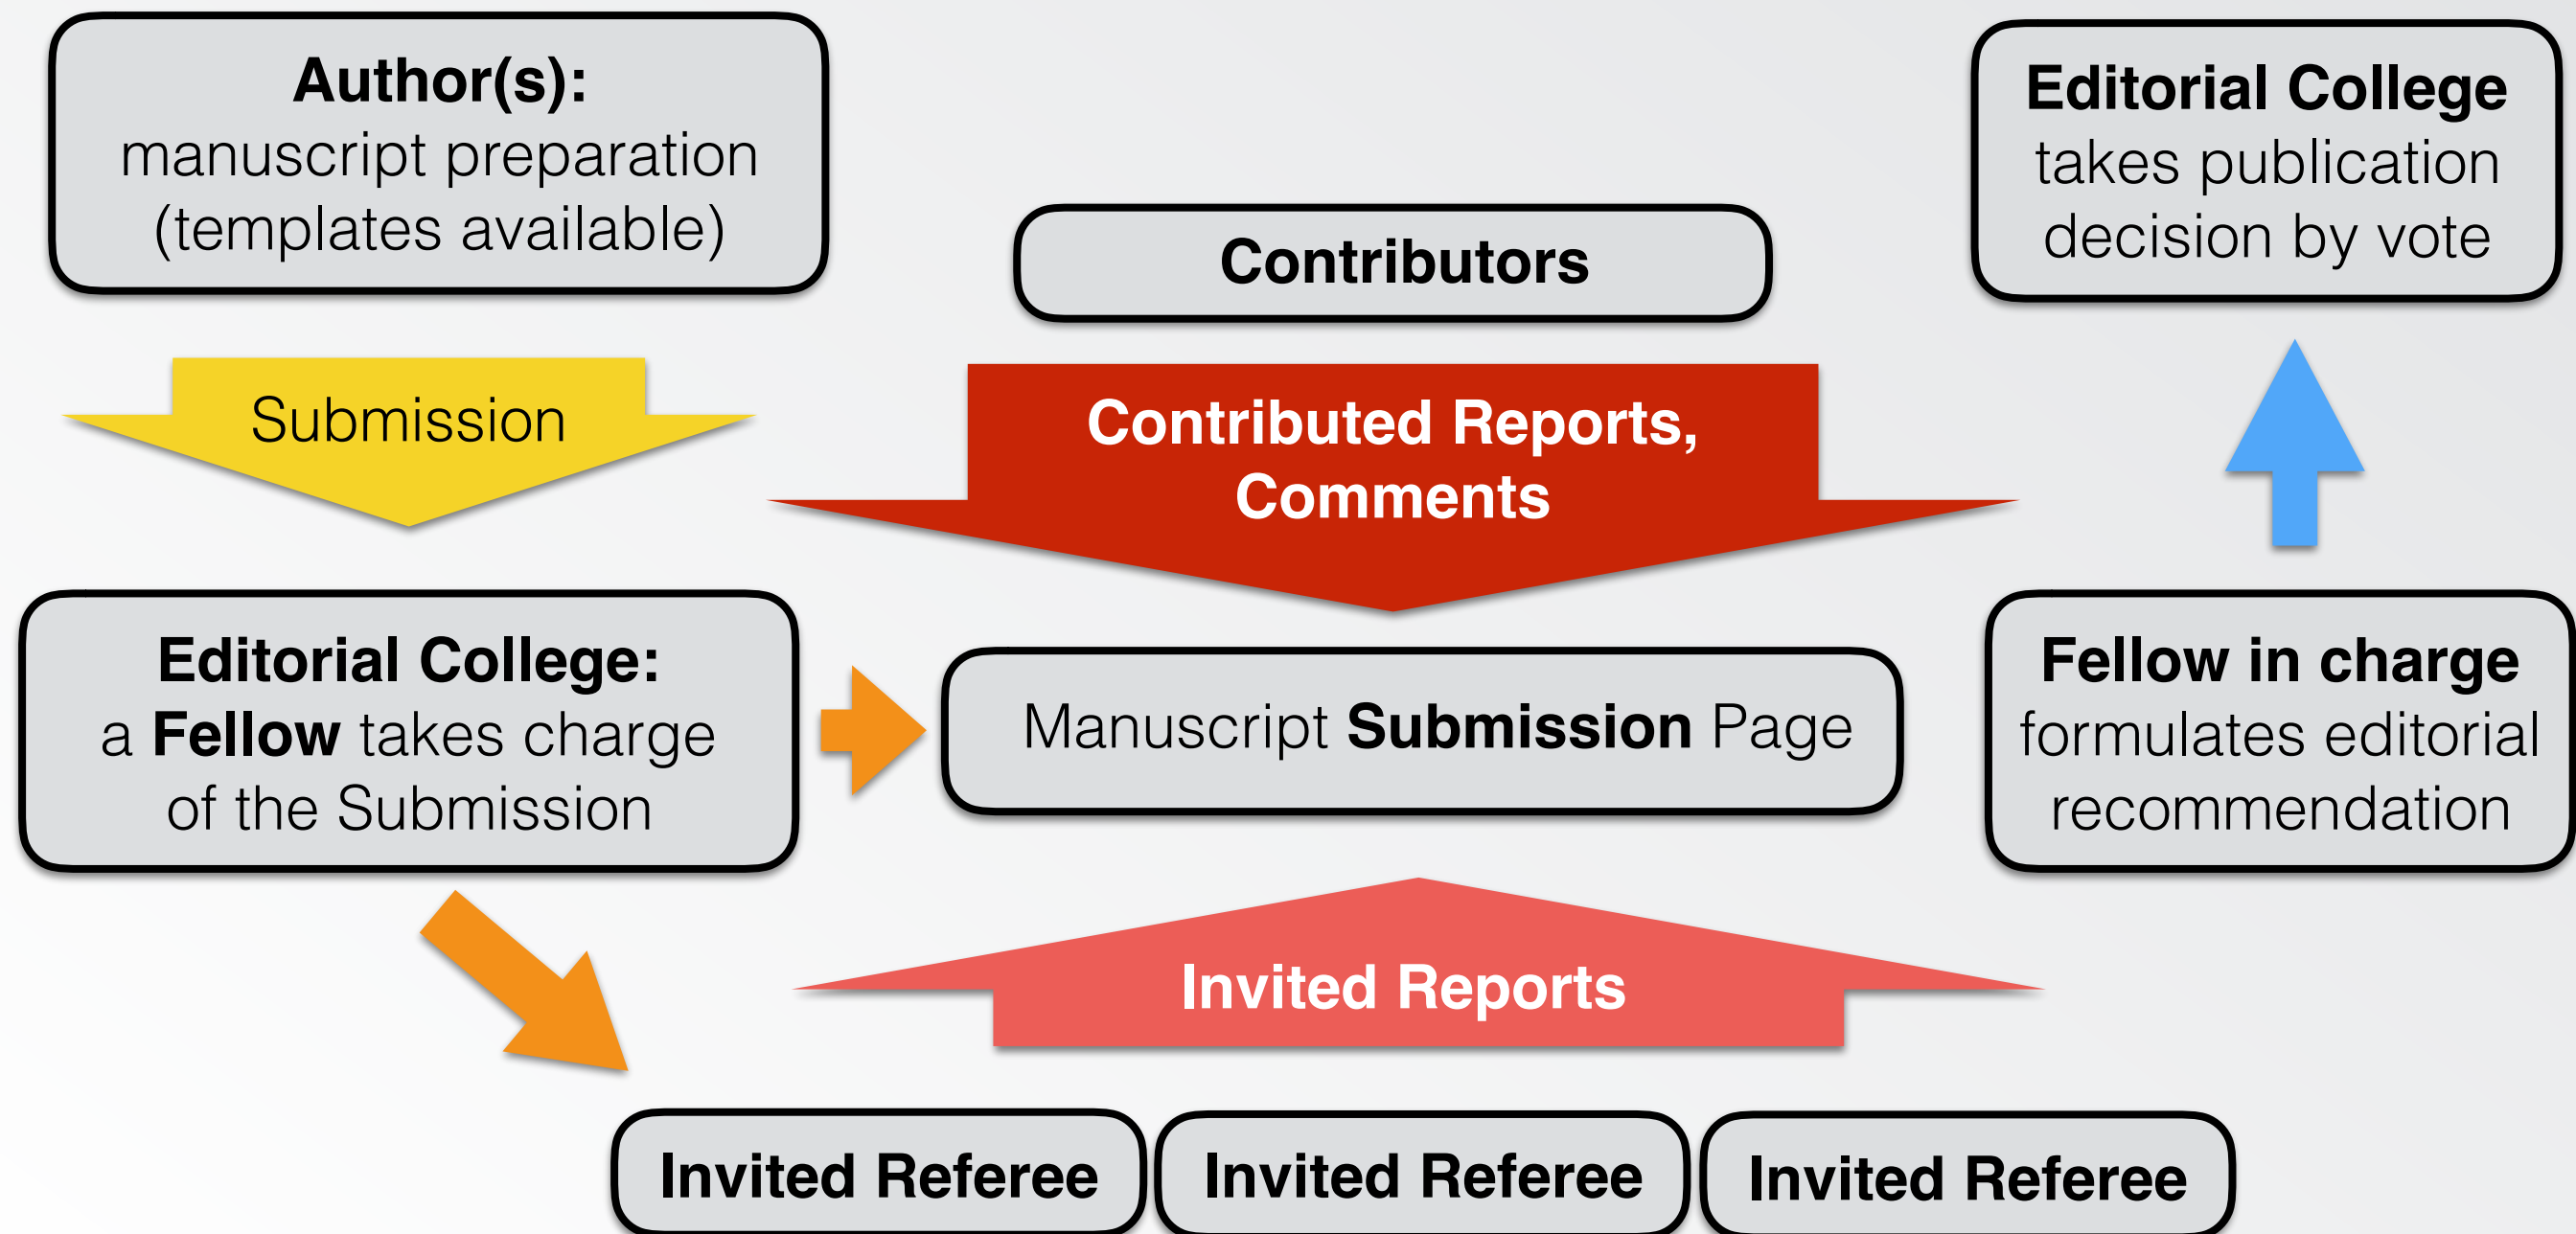 Author(s):
manuscript preparation
(templates available)
Submission
Editorial College:
a Fellow takes charge
of the Submission
Contributors
Contributed Reports,
Comments
Manuscript Submission Page
Invited Reports
Invited Referee
Invited Referee
Invited Referee
Editorial College
takes publication
decision by vote
Fellow in charge
formulates editorial
recommendation